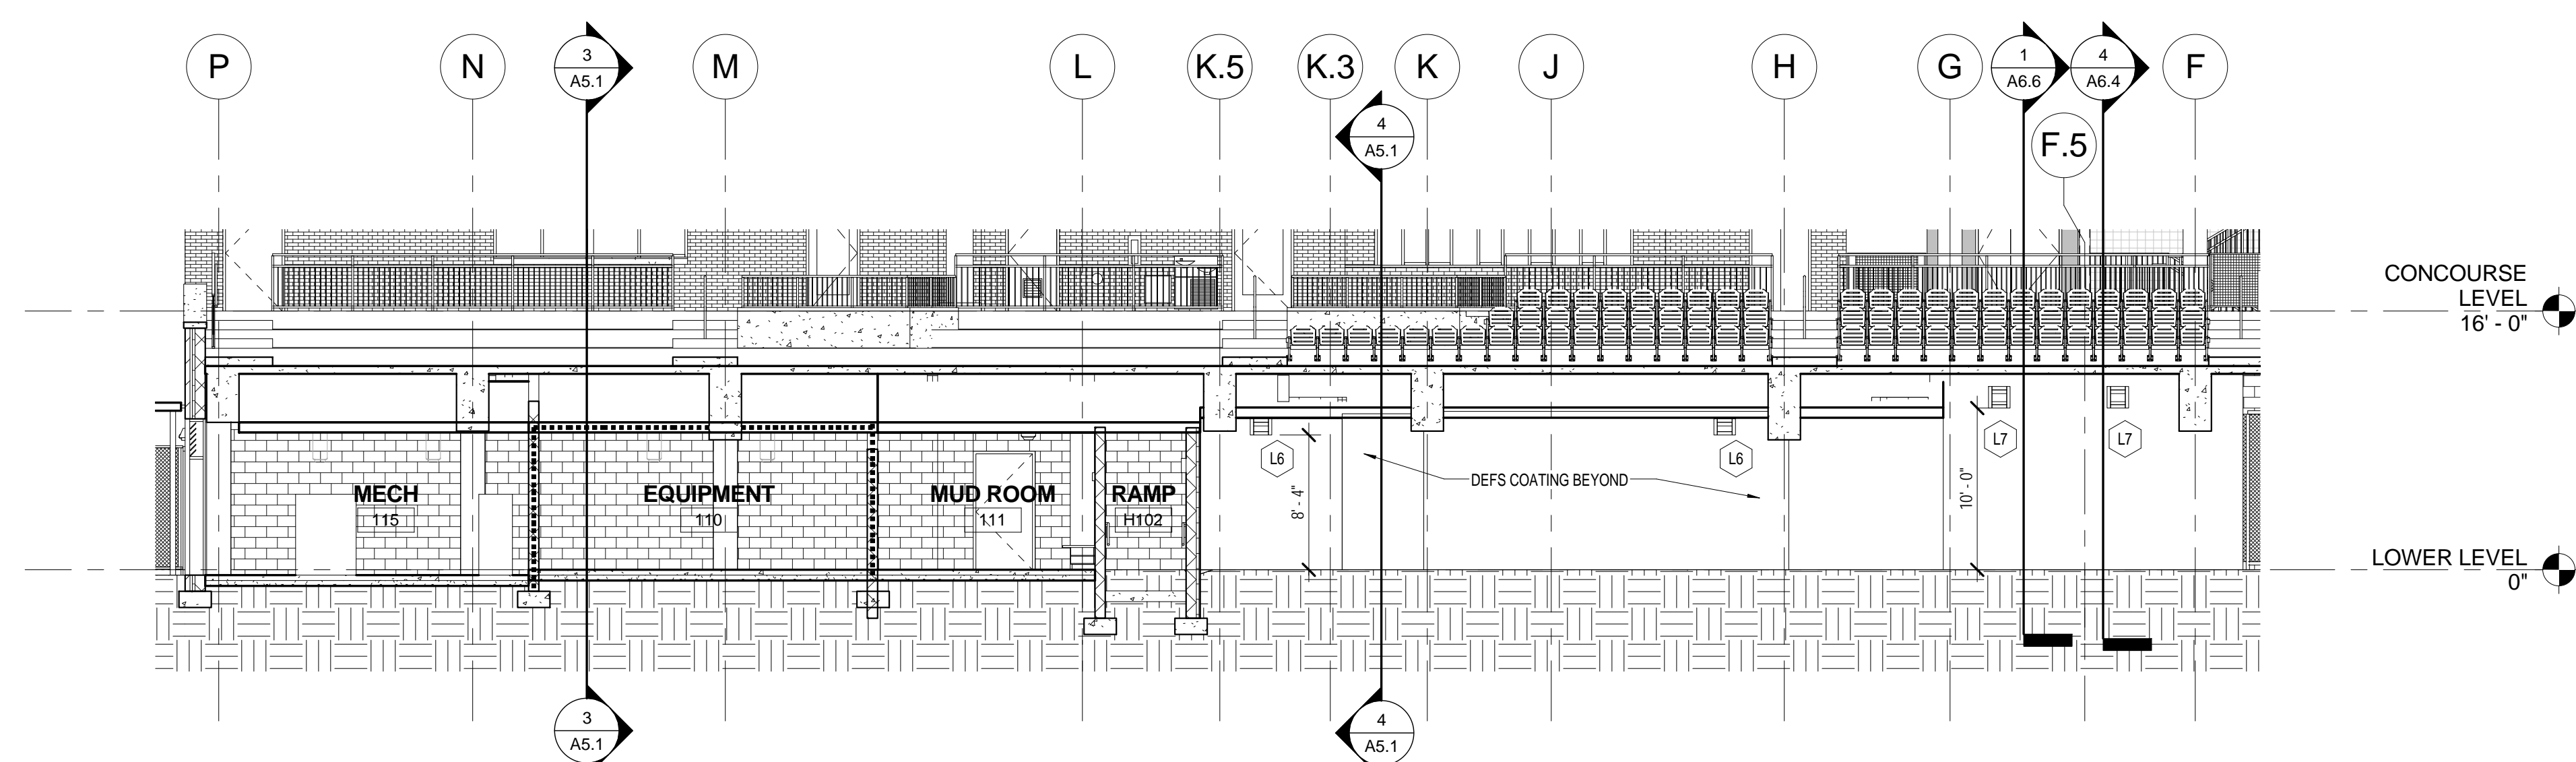 P
N
3
A5.1
M
L
K.5
K.3
4
A5.1
K
J
H
G
1
A6.6
4
A6.4
F.5
F
CONCOURSE
LEVEL
16' - 0"
MECH
115
EQUIPMENT
110
MUD ROOM
111
RAMP
H102
L6
8' - 4"
DEFS COATING BEYOND
L6
10' - 0"
L7
L7
LOWER LEVEL
0"
3
A5.1
4
A5.1